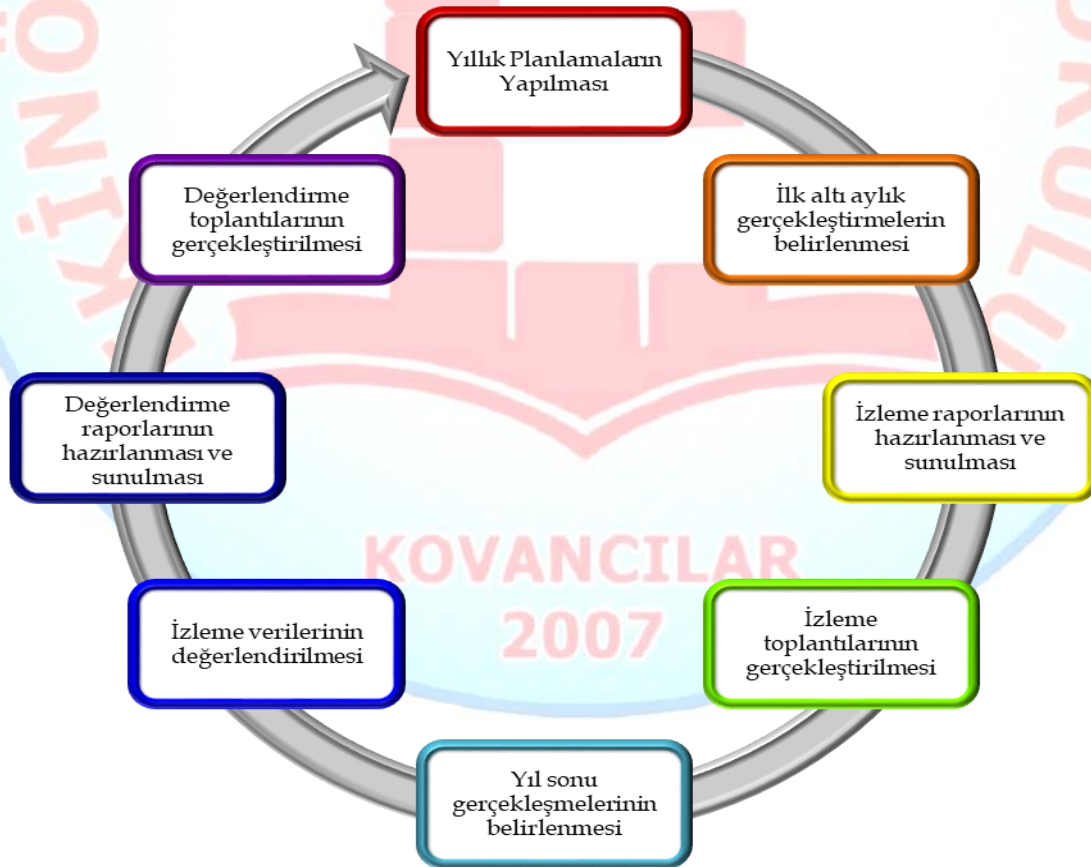 Yıllık Planlamaların
Yapılması
İlk altı aylık
gerçekleştirmelerin
belirlenmesi
İzleme raporlarının
hazırlanması ve
sunulması
İzleme
toplantılarının
gerçekleştirilmesi
Yıl sonu
gerçekleşmelerinin
belirlenmesi
İzleme verilerinin
değerlendirilmesi
Değerlendirme
raporlarının
hazırlanması ve
sunulması
Değerlendirme
toplantılarının
gerçekleştirilmesi
KOVANCILAR
2007